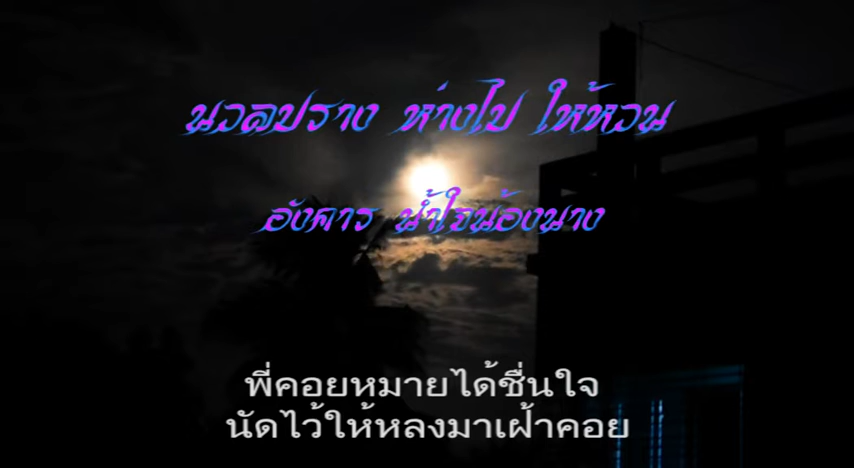 นวลปราง ห่างไป ให้หวน
อังคาร น้ำใจน้องนาง
พี่คอยหมายได้ชื่นใจ
นัดไว้ให้หลงมาเฝ้าคอย